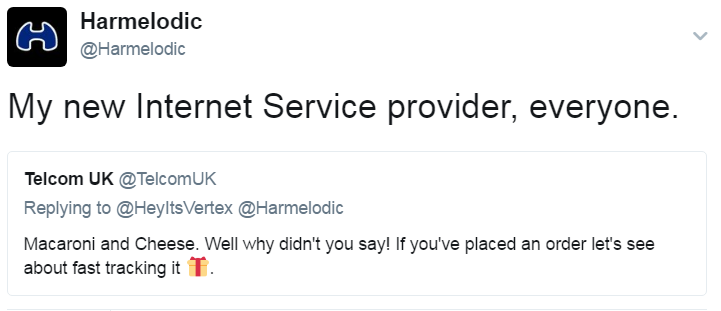 Harmelodic
@Harmelodic
My new Internet Service provider, everyone.
Telcom UK @TelcomUK
Replying to @HeyItsVertex @Harmelodic
Macaroni and Cheese. Well why didn't you say! If you've placed an order let's see
about fast tracking it 🎁.